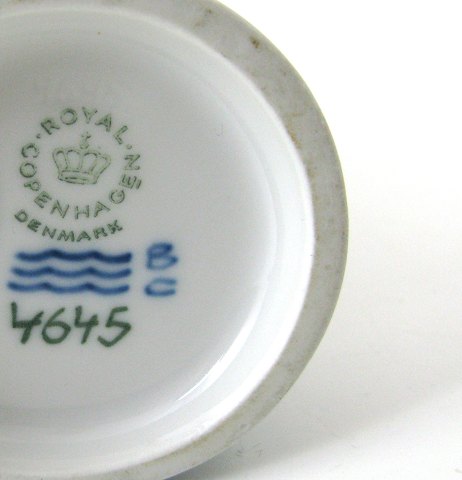 ROYAL
COPENHAGEN
DENMARK
B
C
4645